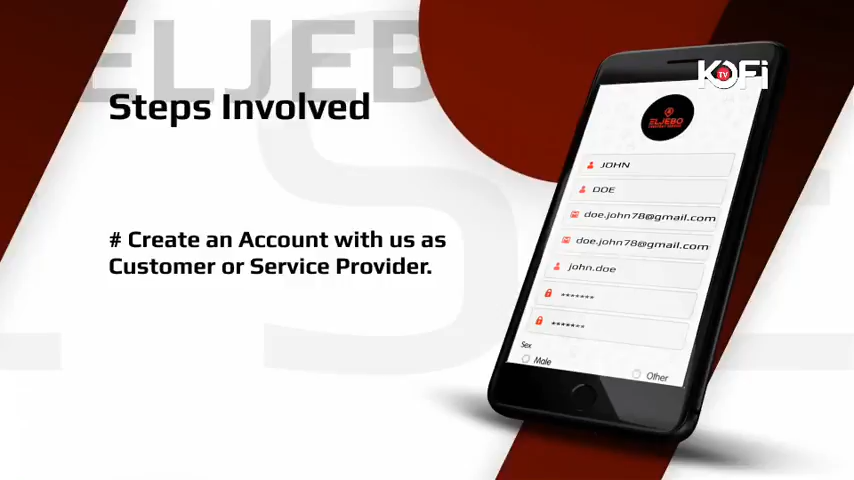 ELJEBO
Steps Involved
# Create an Account with us as
Customer or Service Provider.
KOFI
TV
ELJEBO
JOHN
DOE
doe.john78@gmail.com
doe.john78@gmail.com
john.doe
*******
*******
Sex
Male
Other